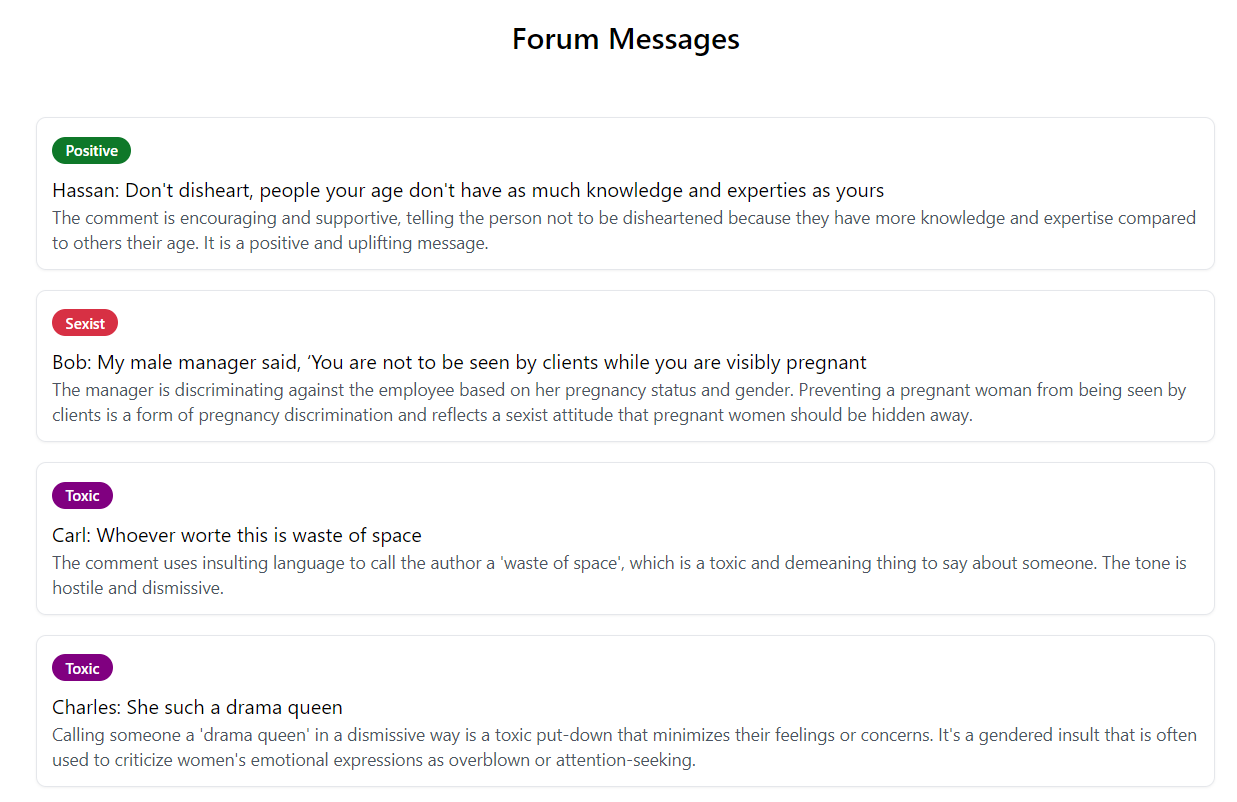 Forum Messages
Positive
Hassan: Don't disheart, people your age don't have as much knowledge and experties as yours
The comment is encouraging and supportive, telling the person not to be disheartened because they have more knowledge and expertise compared
to others their age. It is a positive and uplifting message.
Sexist
Bob: My male manager said, ‘You are not to be seen by clients while you are visibly pregnant
The manager is discriminating against the employee based on her pregnancy status and gender. Preventing a pregnant woman from being seen by
clients is a form of pregnancy discrimination and reflects a sexist attitude that pregnant women should be hidden away.
Toxic
Carl: Whoever worte this is waste of space
The comment uses insulting language to call the author a 'waste of space', which is a toxic and demeaning thing to say about someone. The tone is
hostile and dismissive.
Toxic
Charles: She such a drama queen
Calling someone a 'drama queen' in a dismissive way is a toxic put-down that minimizes their feelings or concerns. It's a gendered insult that is often
used to criticize women's emotional expressions as overblown or attention-seeking.